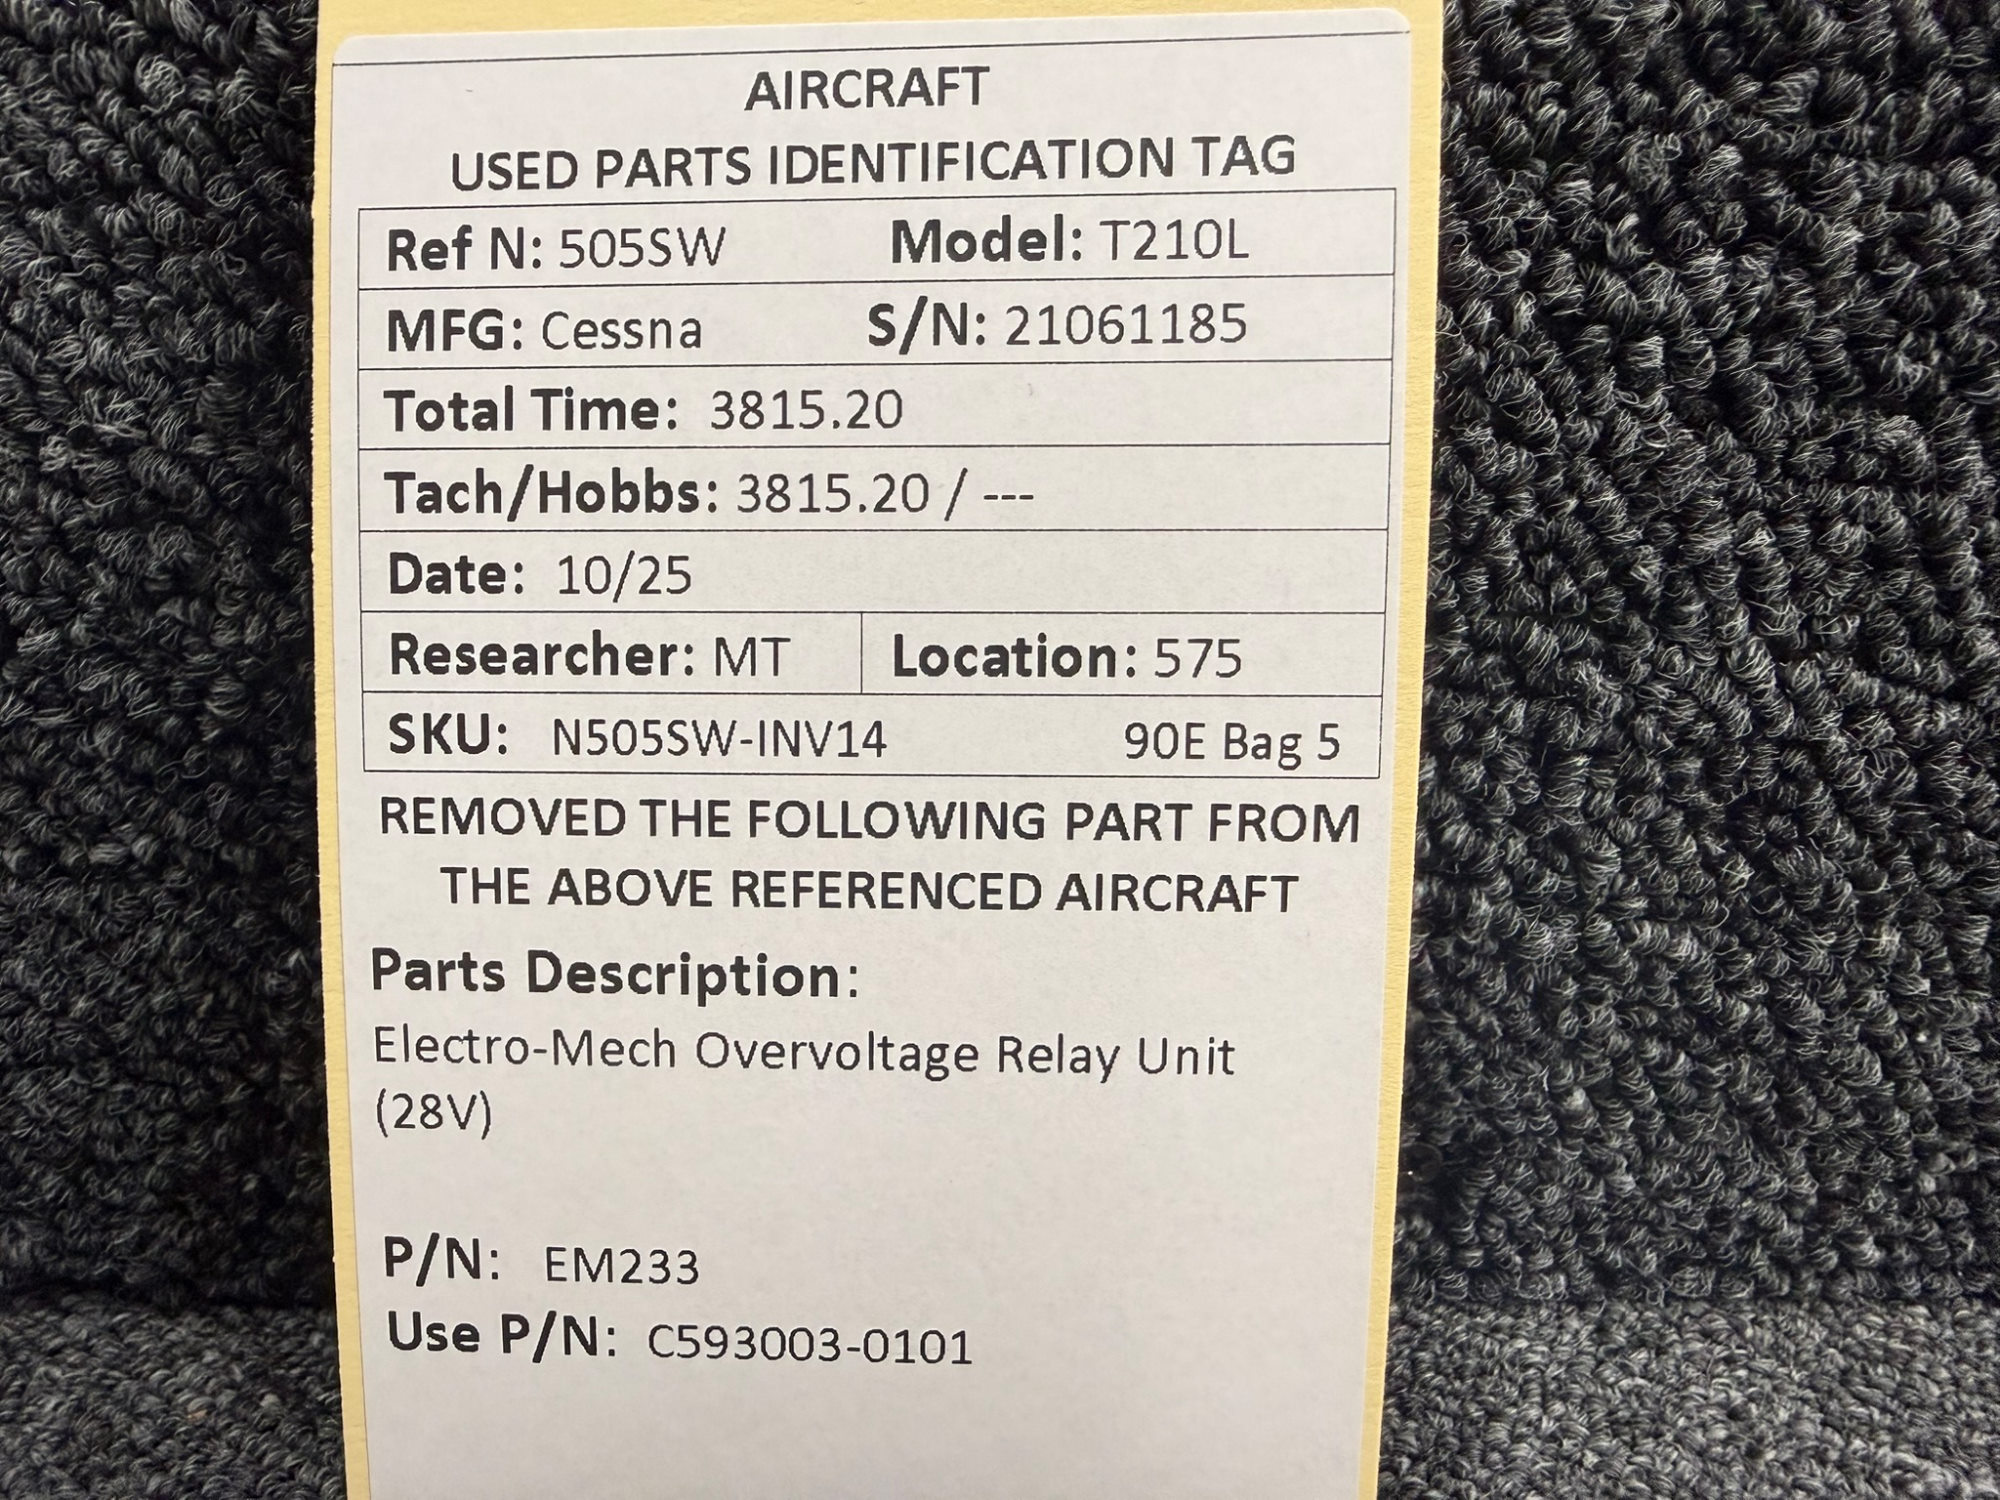 AIRCRAFT
USED PARTS IDENTIFICATION TAG
Ref N: 505SW Model: T210L
MFG: Cessna S/N: 21061185
Total Time: 3815.20
Tach/Hobbs: 3815.20 / ---
Date: 10/25
Researcher: MT Location: 575
SKU: N505SW-INV14 90E Bag 5
REMOVED THE FOLLOWING PART FROM
THE ABOVE REFERENCED AIRCRAFT
Parts Description:
Electro-Mech Overvoltage Relay Unit
(28V)
P/N: EM233
Use P/N: C593003-0101